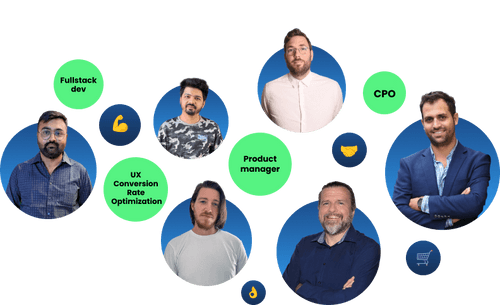 Fullstack
dev
CPO
Product
manager
UX
Conversion
Rate
Optimization